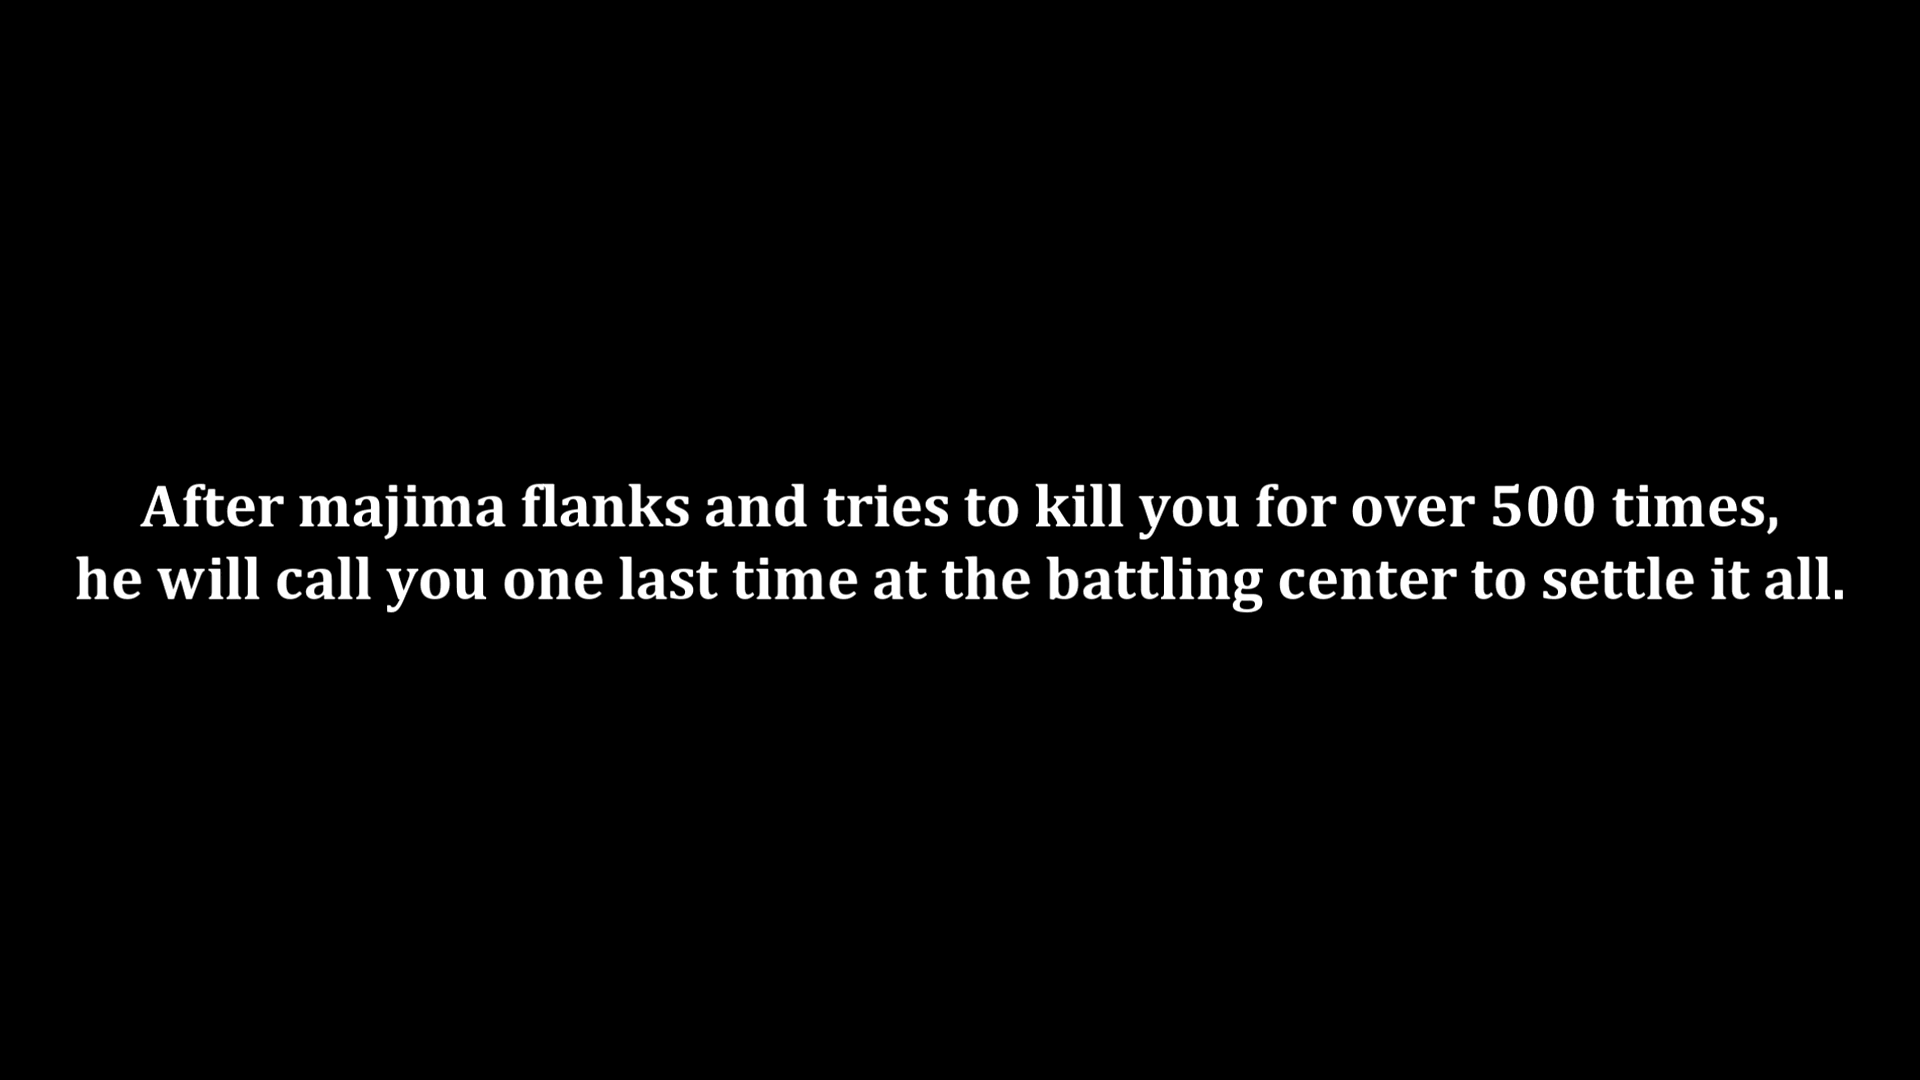 After majima flanks and tries to kill you for over 500 times,
he will call you one last time at the battling center to settle it all.